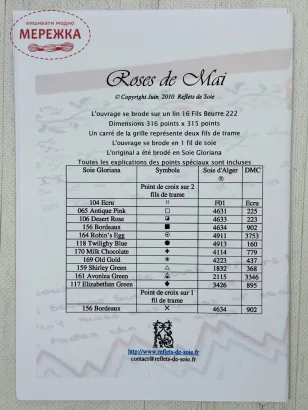 вишивати модно
МЕРЕЖКА
Roses de Mai
© Copyright Juin 2010 Reflets de Soie
L'ouvrage se brode sur un lin 16 Fils Beurre 222
Dimensions 316 points x 315 points
Un carré de la grille représente deux fils de trame
L'ouvrage se brode en 1 fil de soie
L'original a été brodé en Soie Gloriana
Toutes les explications des points spéciaux sont incluses
Soie Gloriana Symbols Soie d'Alger ® DMC
Point de croix sur 2 fils de trame
104 Ecru ¤ F01 Ecru
065 Antique Pink □ 4631 225
106 Desert Rose 4633 223
156 Bordeaux ■ 4634 902
164 Robin's Egg ⊙ 4911 3753
118 Twilighty Blue ● 4913 160
170 Milk Chocolate ♦ 4114 779
169 Old Gold ✶ 4223 437
159 Shirley Green △ 1832 368
161 Avonlea Green △ 2115 3346
117 Elizabethan Green ♦ 3426 895
Point de croix sur 1 fil de trame
156 Bordeaux × 4634 902
http://www.reflets-de-soie.fr
contact@reflets-de-soie.fr